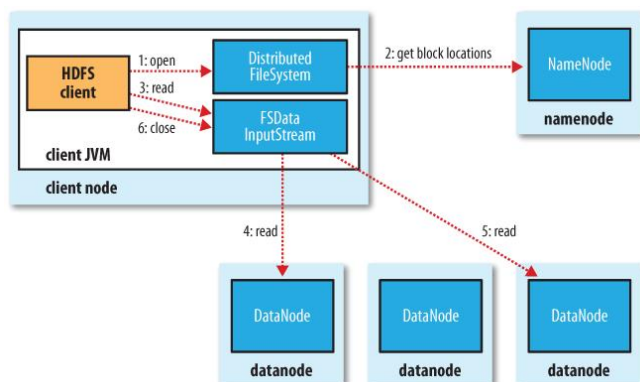 HDFS
client
1: open
3: read
6: close
Distributed
FileSystem
FSData
InputStream
client JVM
client node
2: get block locations
NameNode
namenode
4: read
5: read
DataNode
datanode
DataNode
datanode
DataNode
datanode